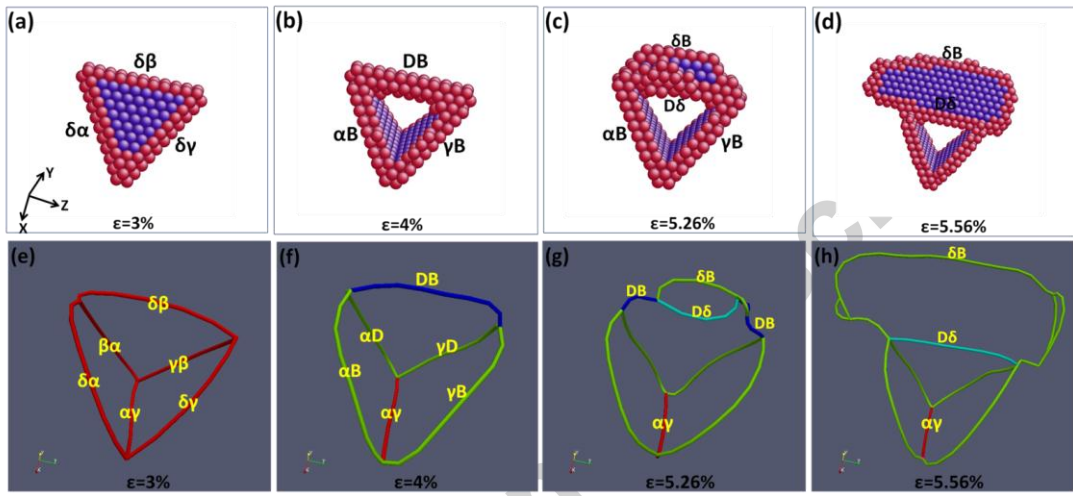 (a)
δβ
δα
δγ
Y
Z
X
ε=3%
(b)
DB
αB
γB
ε=4%
(c)
δB
Dδ
αB
γB
ε=5.26%
(d)
δB
Dδ
ε=5.56%
(e)
δβ
βα
γβ
δα
αγ
δγ
ε=3%
(f)
DB
αD
γD
αB
αγ
γB
ε=4%
(g)
δB
DB
Dδ
DB
αγ
ε=5.26%
(h)
δB
Dδ
αγ
ε=5.56%